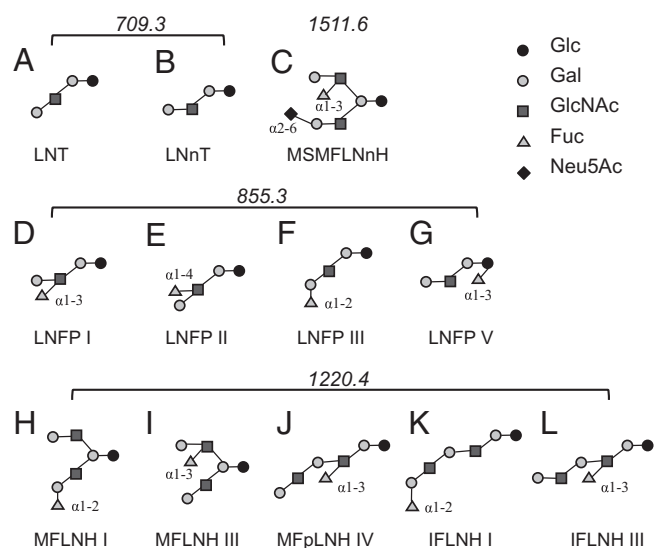 709.3 1511.6
A B C
Glc
Gal
GlcNAc
Fuc
Neu5Ac
α1-3
α2-6
LNT LNnT MSMFLNnH
855.3
D E F G
α1-4
α1-3 α1-2 α1-3
LNFP I LNFP II LNFP III LNFP V
1220.4
H I J K L
α1-3 α1-3 α1-3
α1-2 α1-2
MFLNH I MFLNH III MFpLNH IV IFLNH I IFLNH III